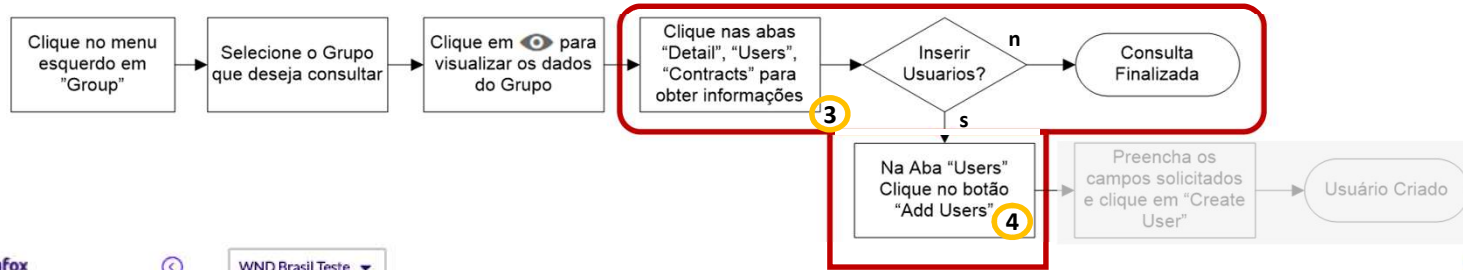 Clique no menu
esquerdo em
"Group"
Selecione o Grupo
que deseja consultar
Clique em para
visualizar os dados
do Grupo
Clique nas abas
“Detail”, “Users”,
“Contracts” para
obter informações
3
Inserir
Usuarios?
n
s
Consulta
Finalizada
Na Aba “Users”
Clique no botão
“Add Users”
4
Preencha os
campos solicitados
e clique em “Create
User”
Usuário Criado
WND Brasil Teste